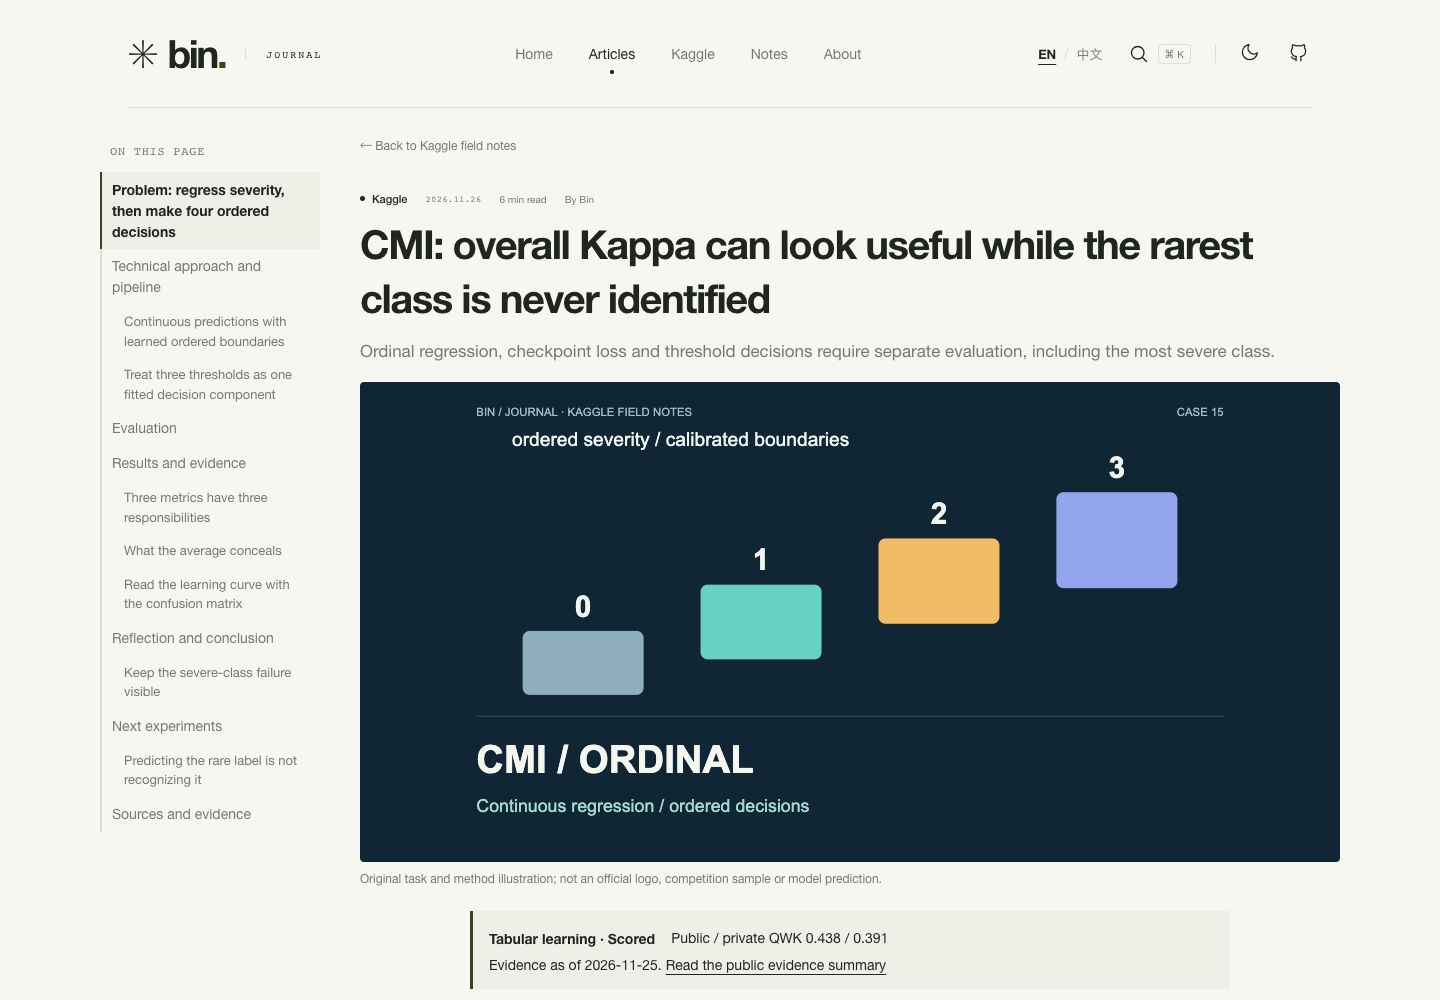 bin.
JOURNAL
Home
Articles
Kaggle
Notes
About
EN / 中文
⌘ K
ON THIS PAGE
Problem: regress severity,
then make four ordered
decisions
Technical approach and
pipeline
Continuous predictions with
learned ordered boundaries
Treat three thresholds as one
fitted decision component
Evaluation
Results and evidence
Three metrics have three
responsibilities
What the average conceals
Read the learning curve with
the confusion matrix
Reflection and conclusion
Keep the severe-class failure
visible
Next experiments
Predicting the rare label is not
recognizing it
Sources and evidence
← Back to Kaggle field notes
Kaggle 2026.11.26 6 min read By Bin
CMI: overall Kappa can look useful while the rarest
class is never identified
Ordinal regression, checkpoint loss and threshold decisions require separate evaluation, including the most severe class.
BIN / JOURNAL · KAGGLE FIELD NOTES
CASE 15
ordered severity / calibrated boundaries
0
1
2
3
CMI / ORDINAL
Continuous regression / ordered decisions
Original task and method illustration; not an official logo, competition sample or model prediction.
Tabular learning · Scored Public / private QWK 0.438 / 0.391
Evidence as of 2026-11-25. Read the public evidence summary